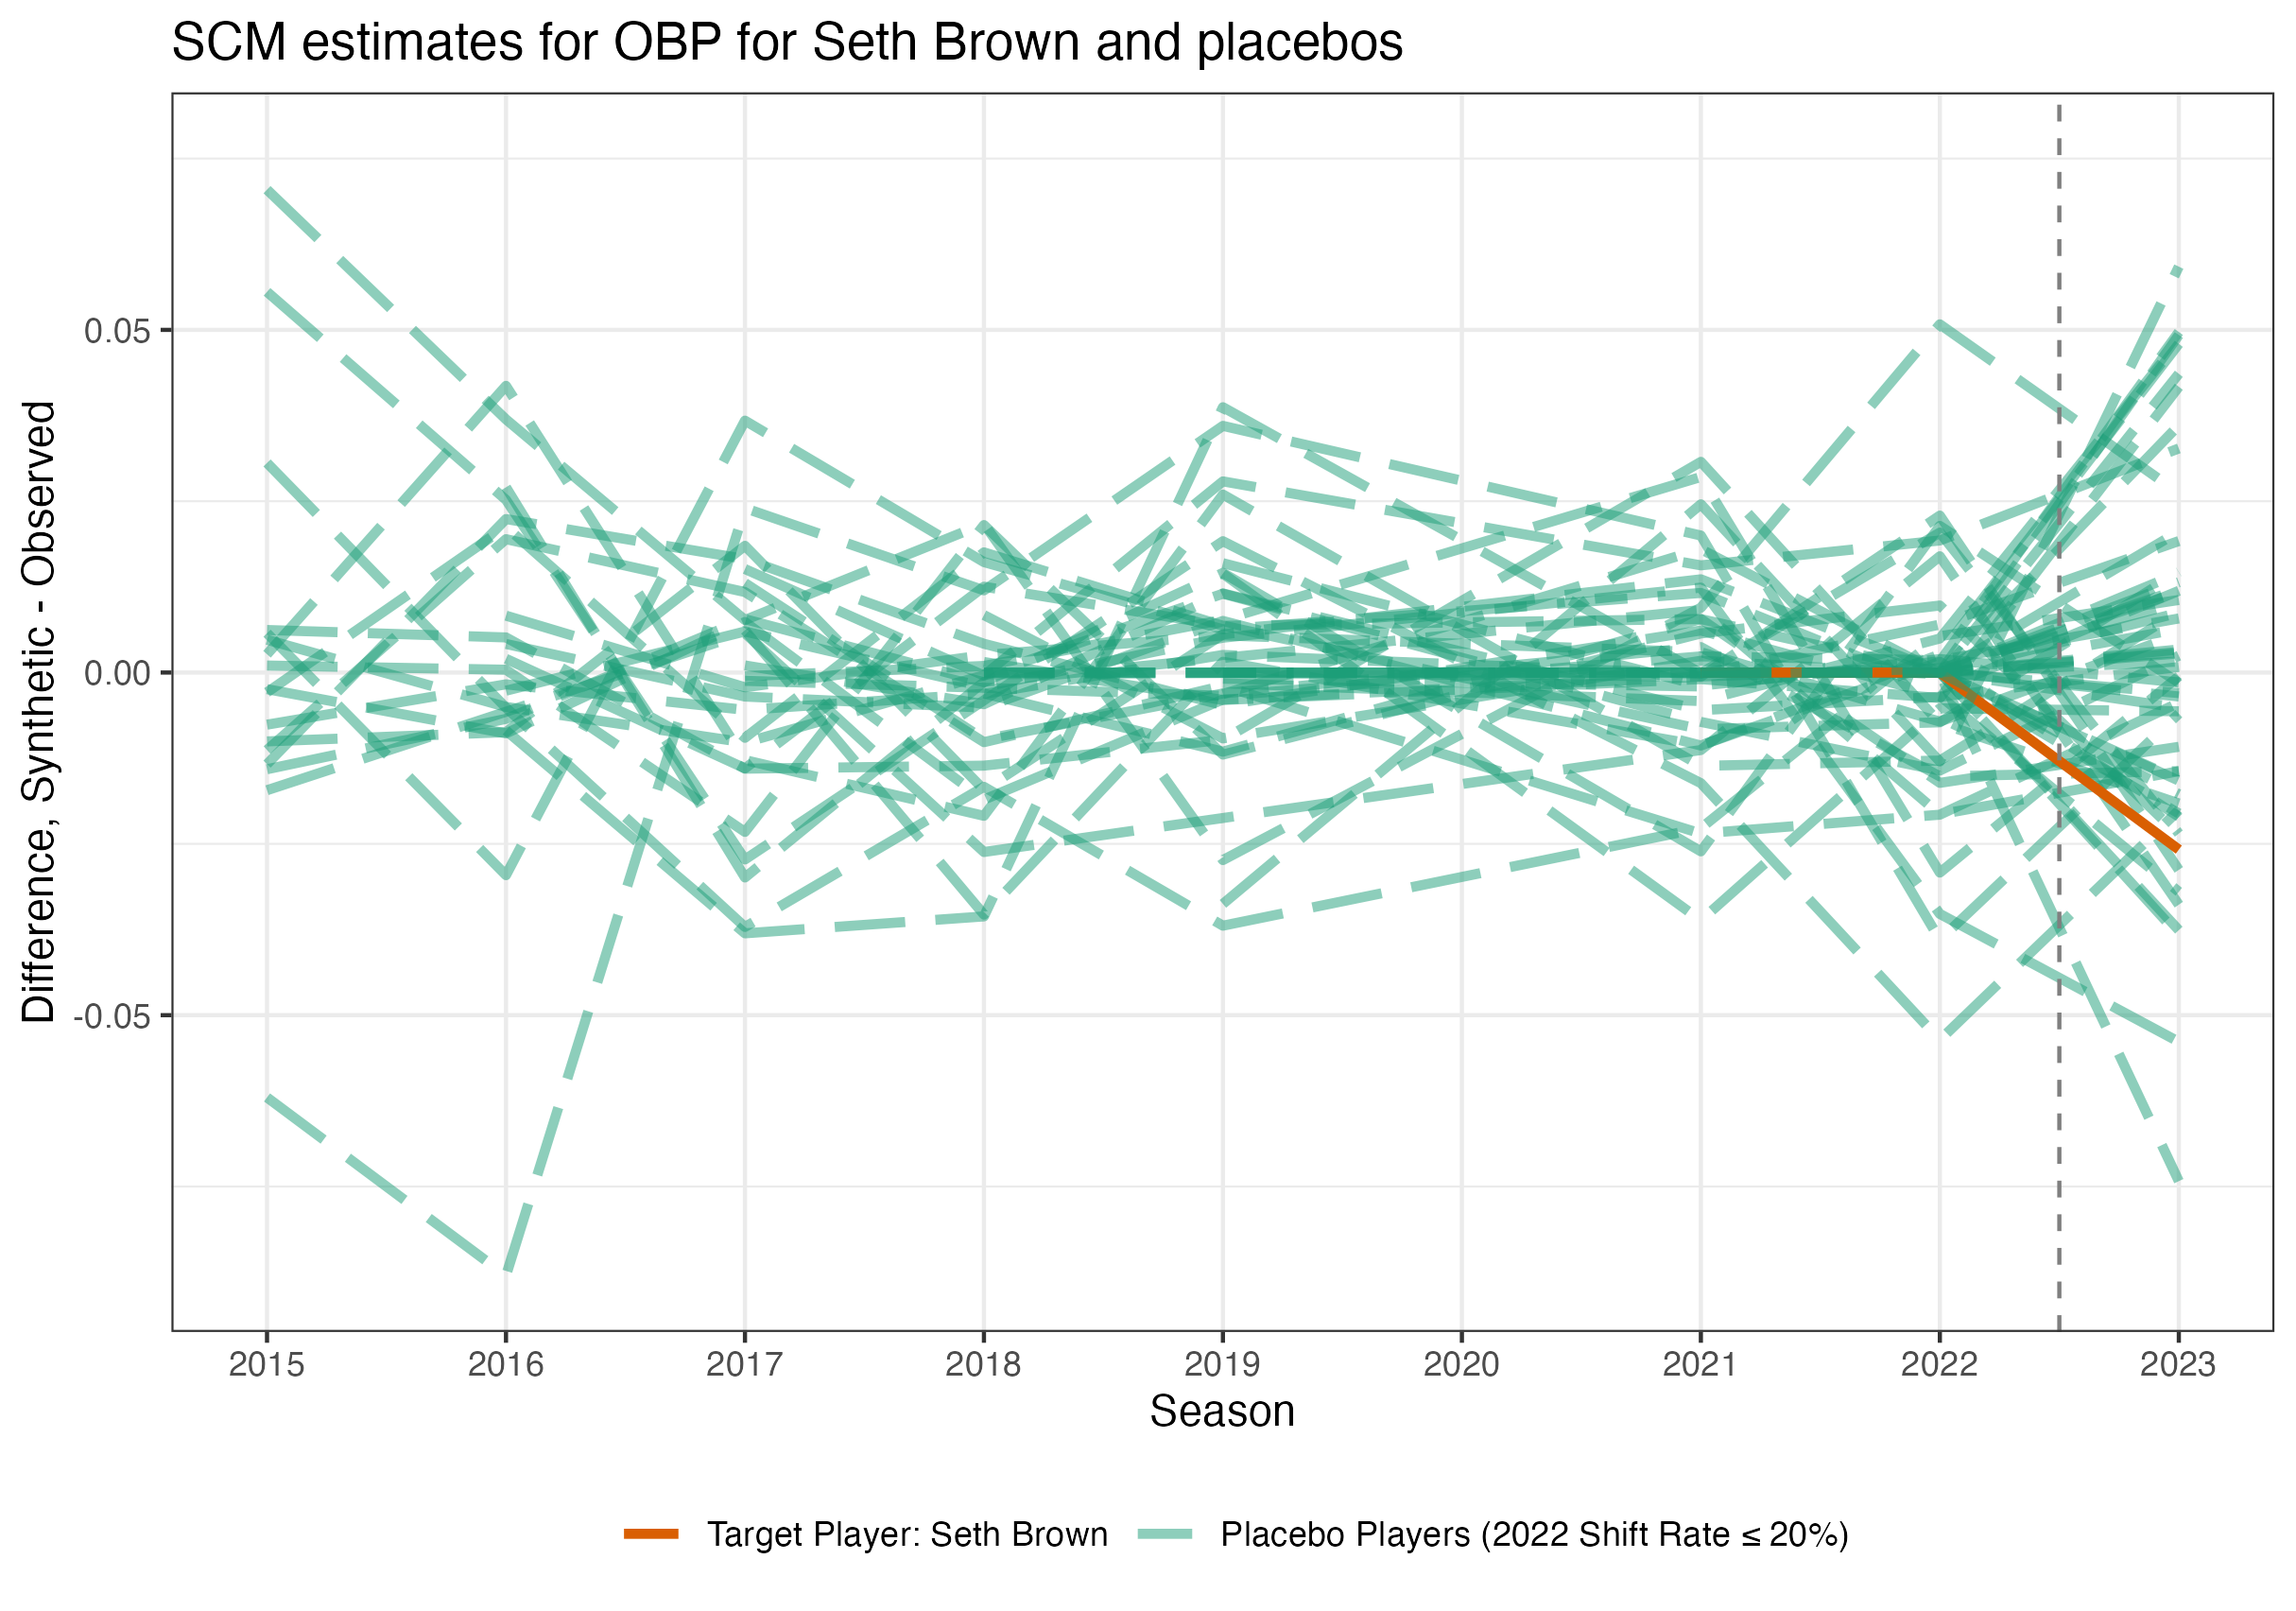 SCM estimates for OBP for Seth Brown and placebos
Difference, Synthetic - Observed
0.05
0.00
-0.05
2015 2016 2017 2018 2019 2020 2021 2022 2023
Season
Target Player: Seth Brown Placebo Players (2022 Shift Rate ≤ 20%)